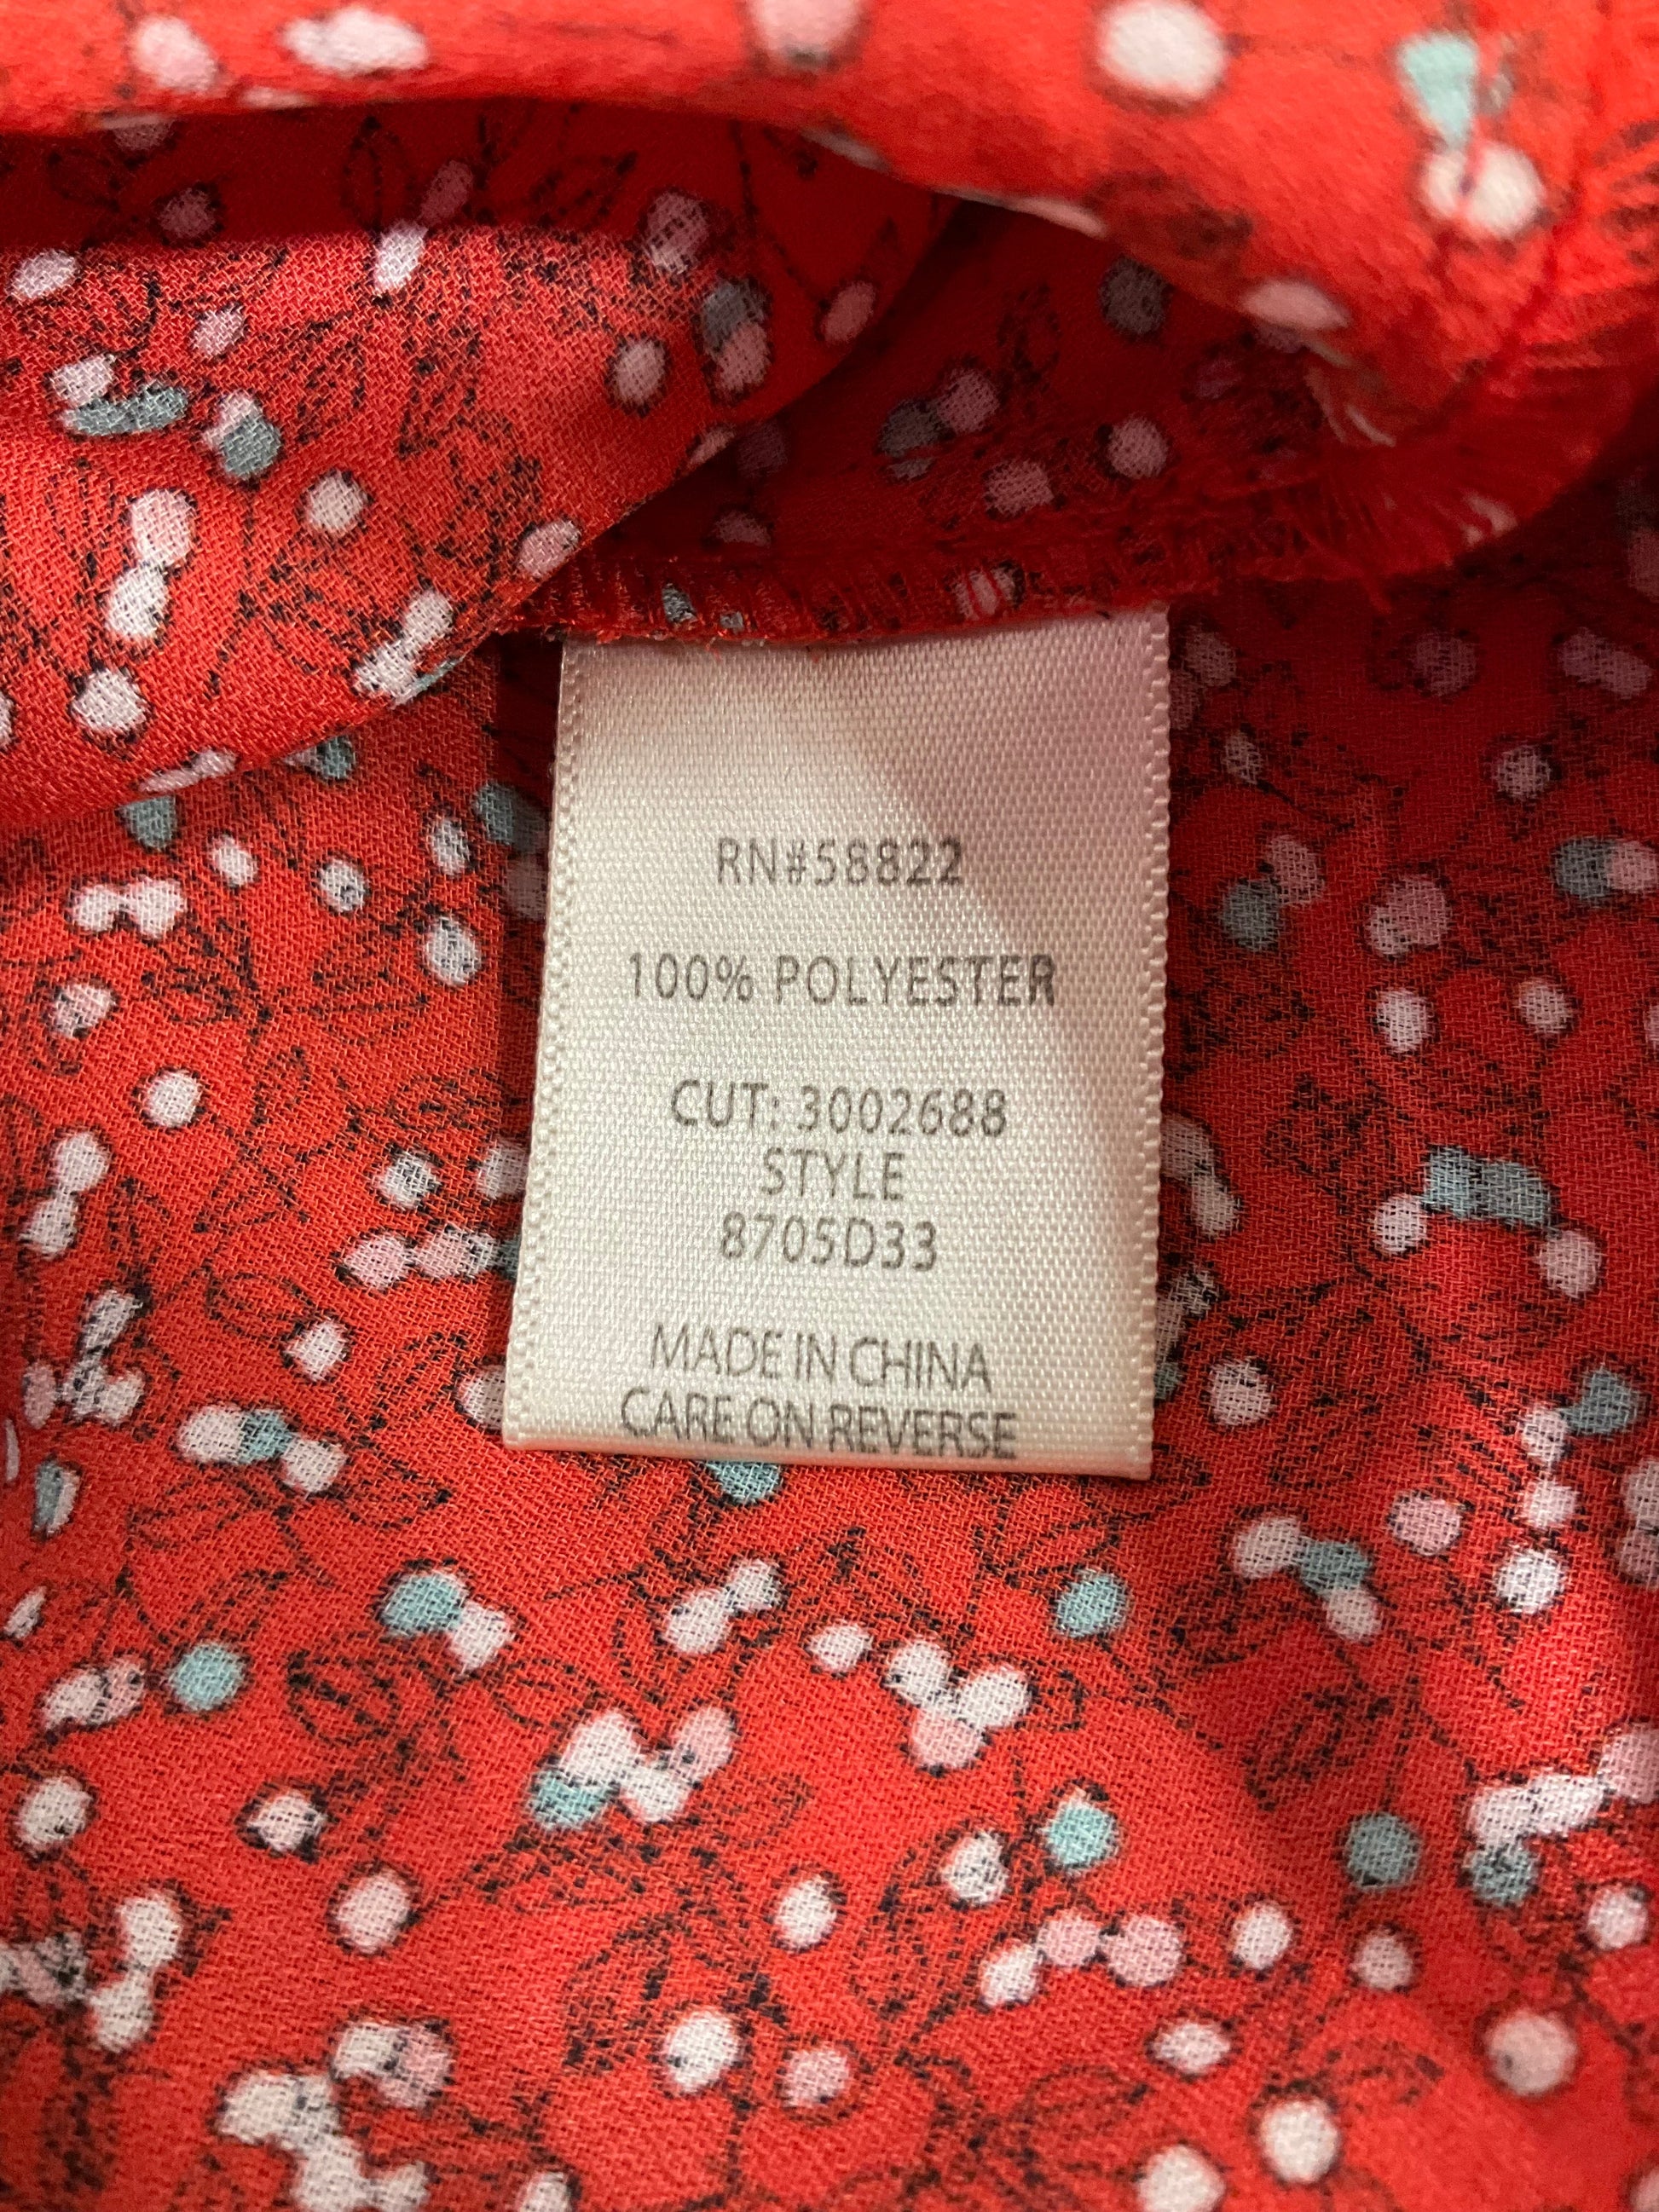 RN#58822
100% POLYESTER
CUT: 3002688
STYLE
8705D33
MADE IN CHINA
CARE ON REVERSE